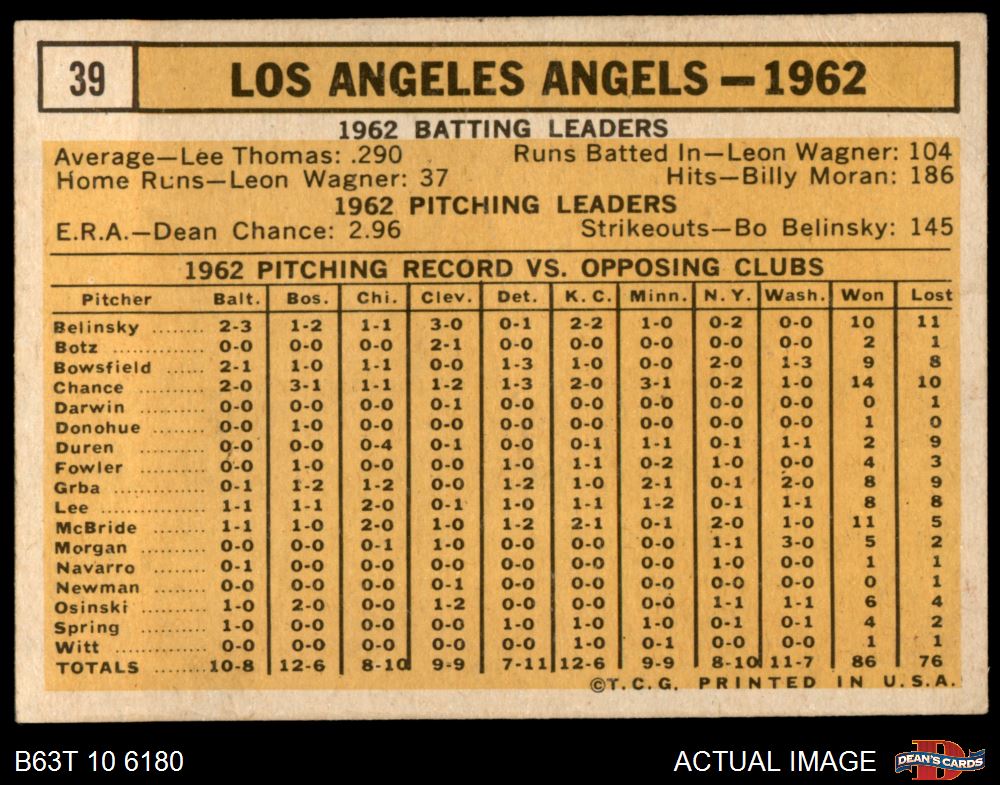 39 LOS ANGELES ANGELS — 1962
1962 BATTING LEADERS
Average—Lee Thomas: .290 Runs Batted In—Leon Wagner: 104
Home Runs—Leon Wagner: 37 Hits—Billy Moran: 186
1962 PITCHING LEADERS
E.R.A.—Dean Chance: 2.96 Strikeouts—Bo Belinsky: 145
1962 PITCHING RECORD VS. OPPOSING CLUBS
Pitcher Balt. Bos. Chi. Clev. Det. K. C. Minn. N. Y. Wash. Won Lost
Belinsky ........ 2-3 1-2 1-1 3-0 0-1 2-2 1-0 0-2 0-0 10 11
Botz ............. 0-0 0-0 0-0 2-1 0-0 0-0 0-0 0-0 0-0 2 1
Bowsfield ...... 2-1 1-0 1-1 0-0 1-3 1-0 0-0 2-0 1-3 9 8
Chance ......... 2-0 3-1 1-1 1-2 1-3 2-0 3-1 0-2 1-0 14 10
Darwin ......... 0-0 0-0 0-0 0-1 0-0 0-0 0-0 0-0 0-0 0 1
Donohue ....... 0-0 1-0 0-0 0-0 0-0 0-0 0-0 0-0 0-0 1 0
Duren ........... 0-0 0-0 0-4 0-1 0-0 0-1 1-1 0-1 1-1 2 9
Fowler .......... 0-0 1-0 0-0 0-0 1-0 1-1 0-2 1-0 0-0 4 3
Grba ............. 0-1 1-2 1-2 0-0 1-2 1-0 2-1 0-1 2-0 8 9
Lee ............... 1-1 1-1 2-0 0-1 1-0 1-1 1-2 0-1 1-1 8 8
McBride ........ 1-1 1-0 2-0 1-0 1-2 2-1 0-1 2-0 1-0 11 5
Morgan ......... 0-0 0-0 0-1 1-0 0-0 0-0 0-0 1-1 3-0 5 2
Navarro ........ 0-1 0-0 0-0 0-0 0-0 0-0 0-0 1-0 0-0 1 1
Newman ........ 0-0 0-0 0-0 0-1 0-0 0-0 0-0 0-0 0-0 0 1
Osinski ......... 1-0 2-0 0-0 1-2 0-0 0-0 0-0 1-1 1-1 6 4
Spring .......... 1-0 0-0 0-0 0-0 1-0 1-0 1-0 0-1 0-1 4 2
Witt .............. 0-0 0-0 0-0 0-0 0-0 1-0 0-1 0-0 0-0 1 1
TOTALS ........ 10-8 12-6 8-10 9-9 7-11 12-6 9-9 8-10 11-7 86 76
©T.C.G. PRINTED IN U.S.A.
B63T 10 6180 ACTUAL IMAGE DEAN'S CARDS